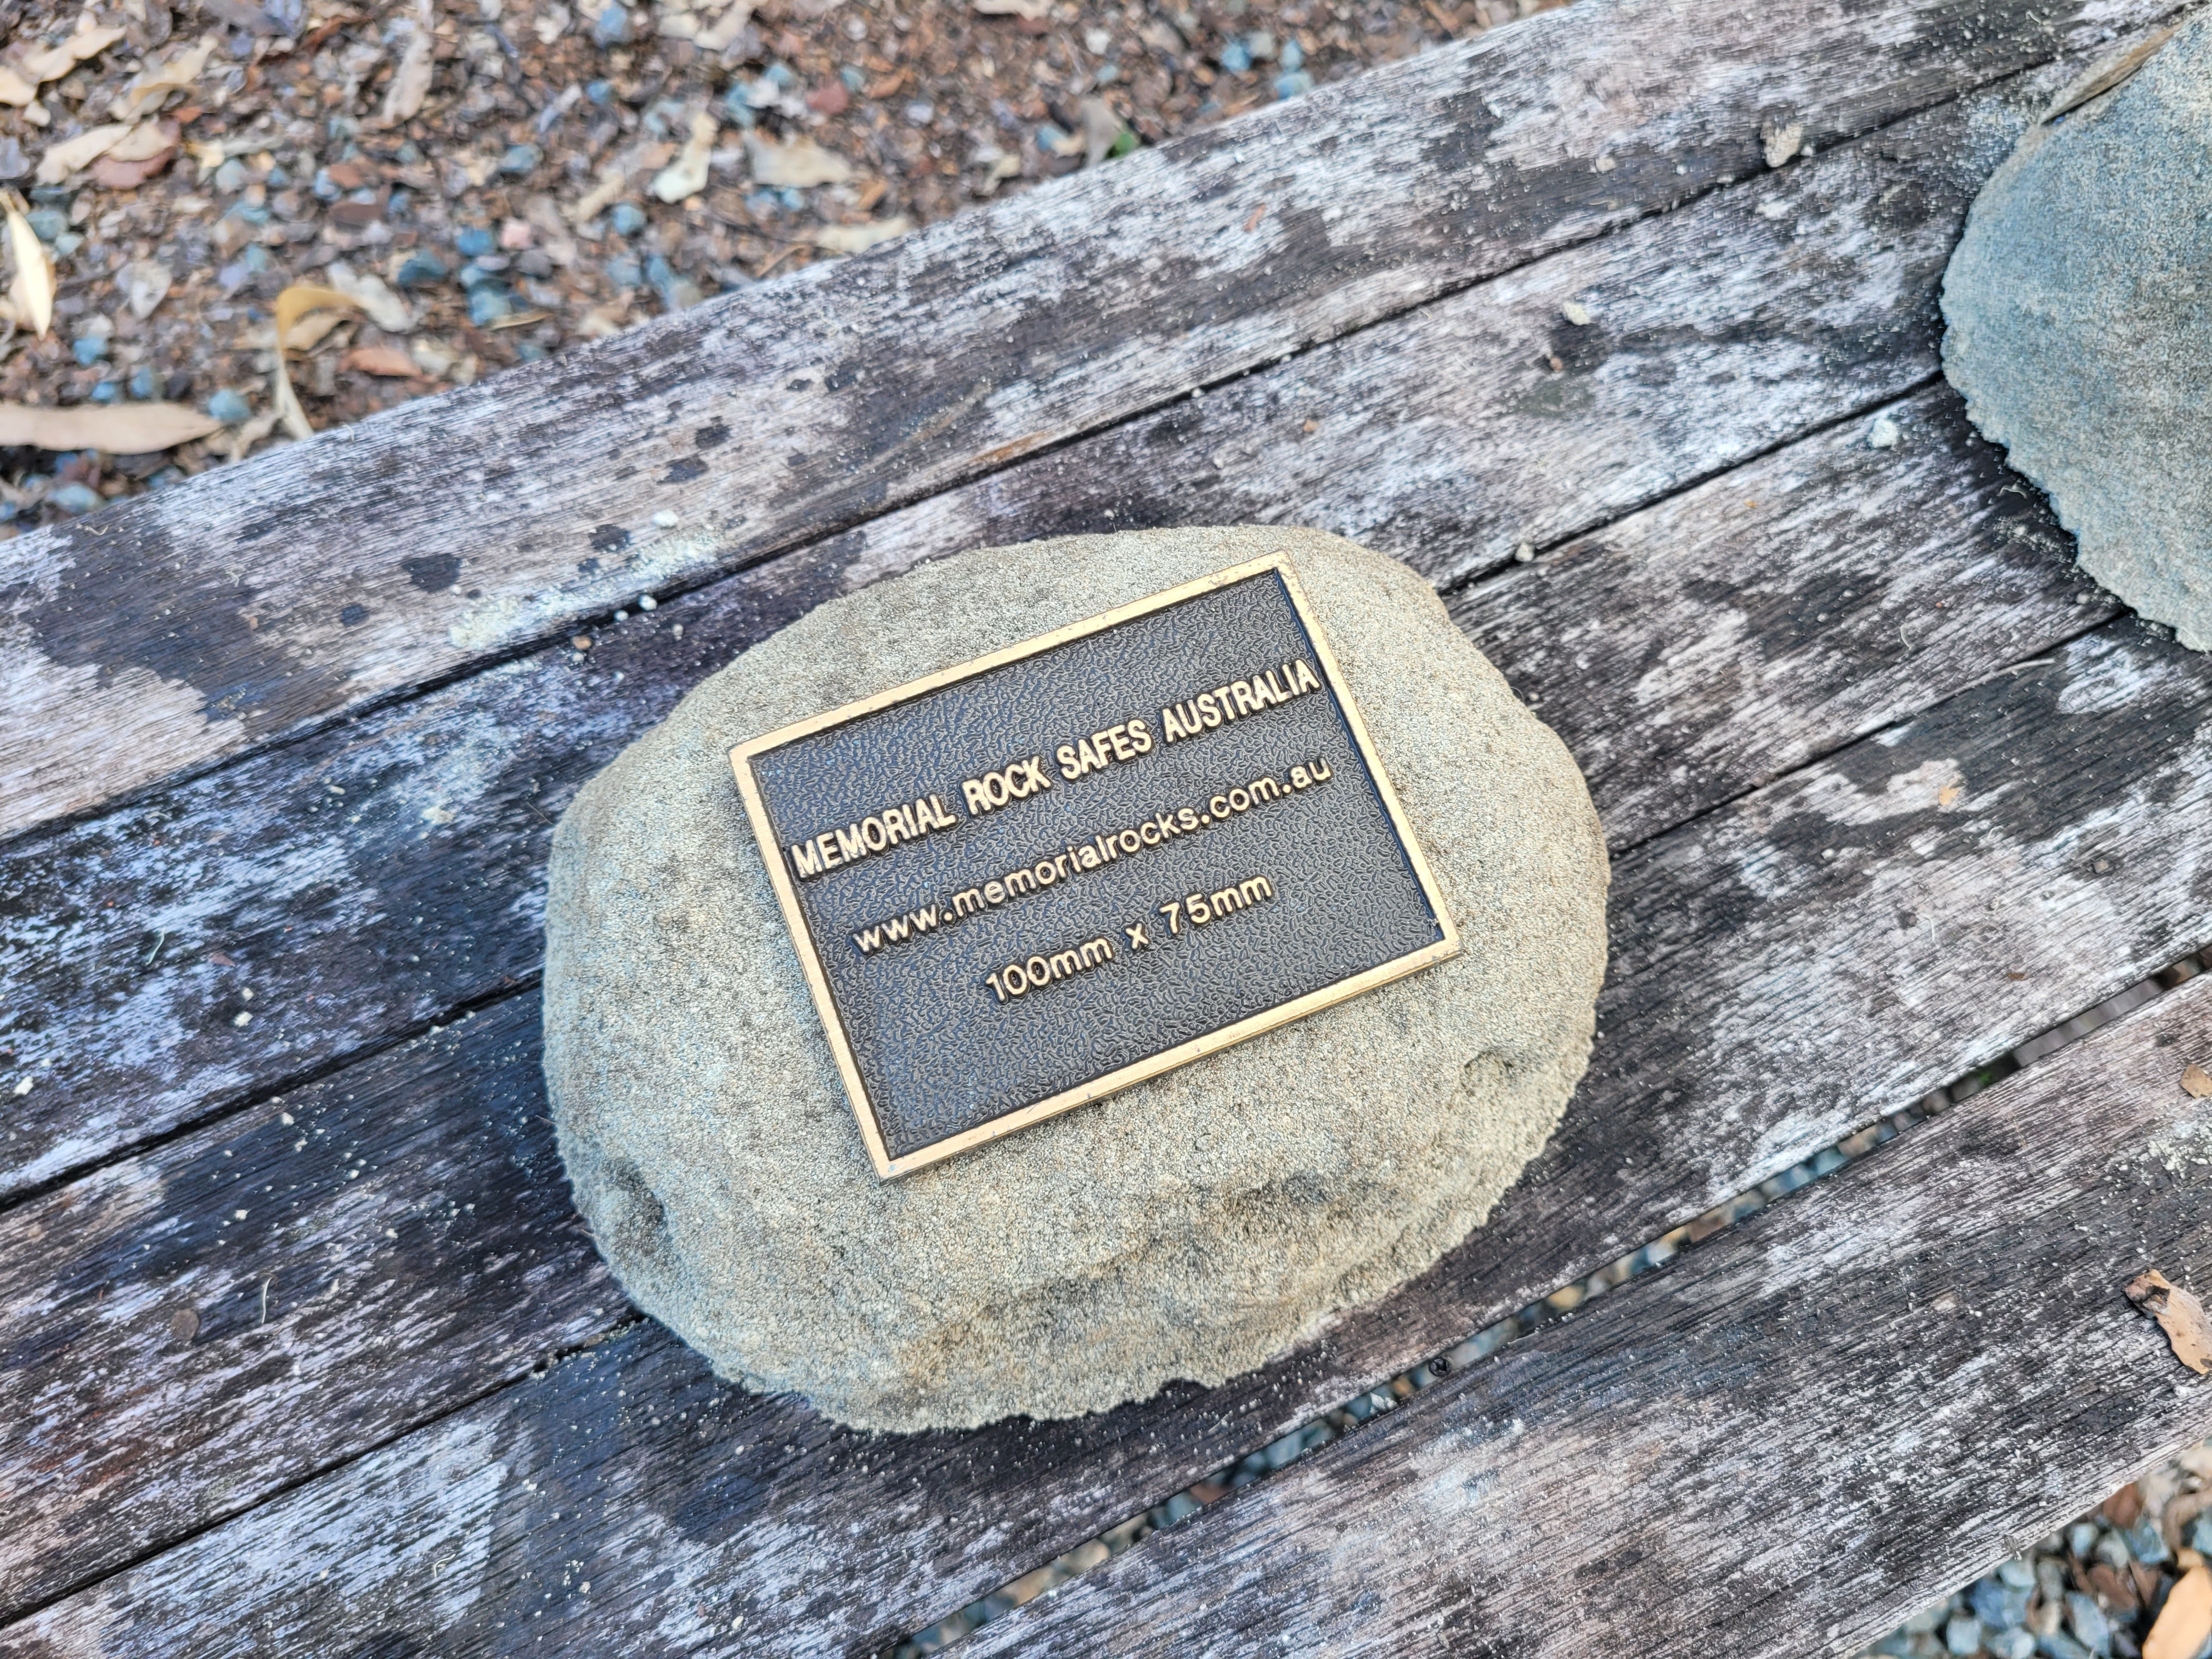 MEMORIAL ROCK SAFES AUSTRALIA
www.memorialrocks.com.au
100mm x 75mm